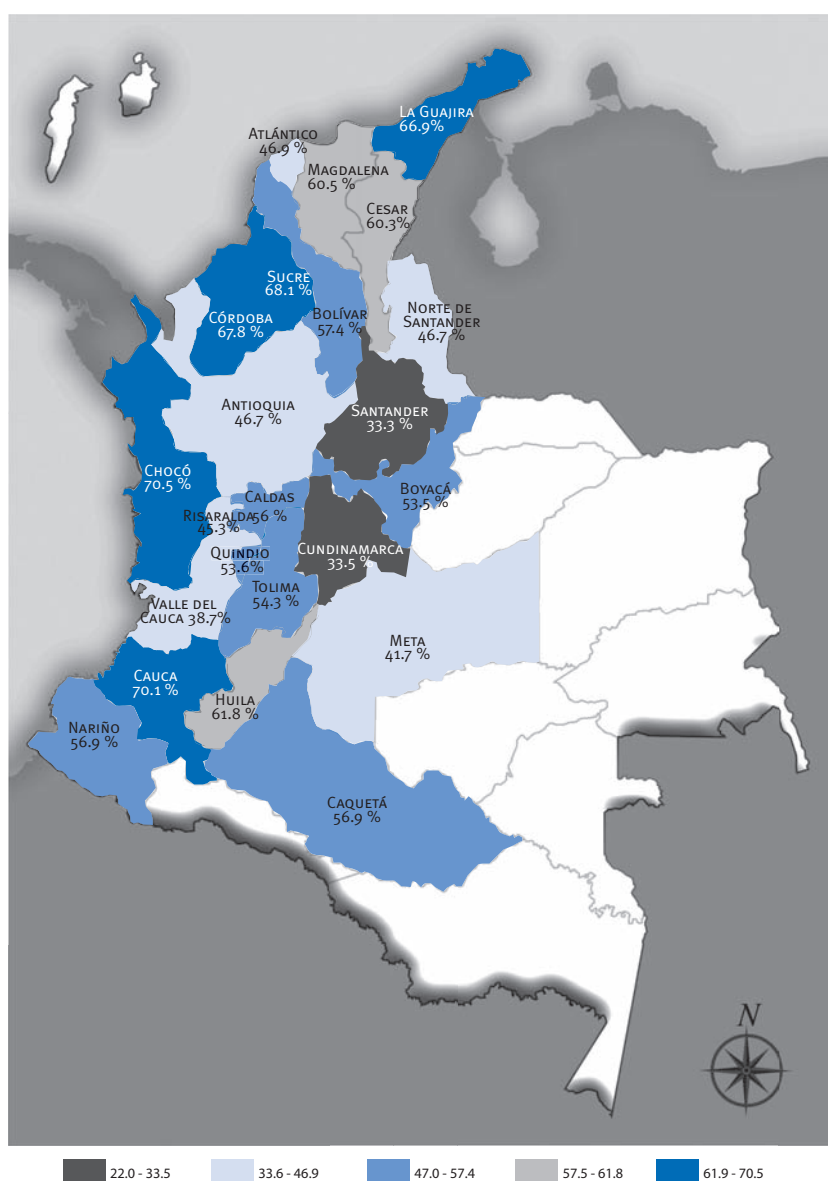 LA GUAJIRA
66.9%
ATLÁNTICO
46.9 %
MAGDALENA
60.5 %
CESAR
60.3%
SUCRE
68.1 %
CÓRDOBA
67.8 %
BOLÍVAR
57.4 %
NORTE DE
SANTANDER
46.7 %
ANTIOQUIA
46.7 %
SANTANDER
33.3 %
CHOCÓ
70.5 %
CALDAS
56 %
BOYACÁ
53.5 %
RISARALDA
45.3%
QUINDIO
53.6%
CUNDINAMARCA
33.5 %
TOLIMA
54.3 %
VALLE DEL
CAUCA 38.7%
META
41.7 %
CAUCA
70.1 %
HUILA
61.8 %
NARIÑO
56.9 %
CAQUETÁ
56.9 %
N
22.0 - 33.5
33.6 - 46.9
47.0 - 57.4
57.5 - 61.8
61.9 - 70.5